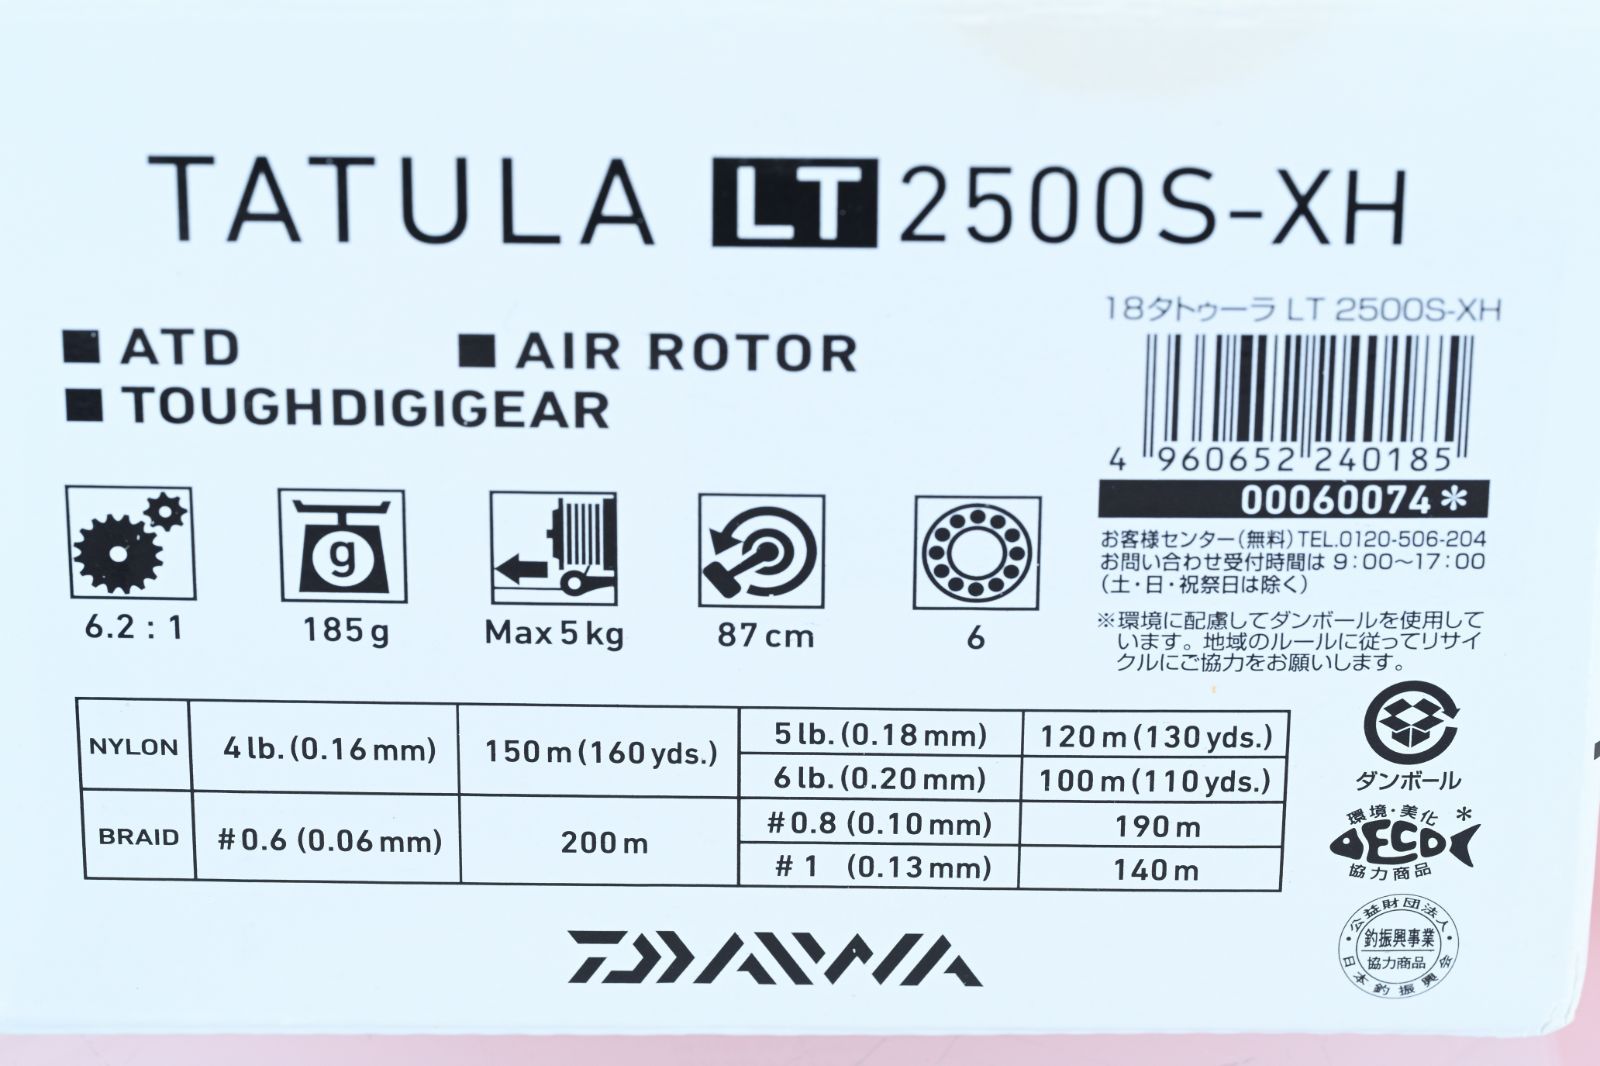 TATULA LT 2500S-XH
18タトゥーラ LT 2500S-XH
■ ATD
■ AIR ROTOR
■ TOUGHDIGIGEAR
4 960652 240185
00060074*
お客様センター(無料)TEL.0120-506-204
お問い合わせ受付時間は 9:00〜17:00
(土・日・祝祭日は除く)
※環境に配慮してダンボールを使用して
います。地域のルールに従ってリサイ
クルにご協力をお願いします。
g
6.2 : 1
185g
Max 5 kg
87 cm
6
NYLON 4 lb. (0.16 mm) 150 m (160 yds.) 5 lb. (0.18 mm) 120 m (130 yds.)
6 lb. (0.20 mm) 100 m (110 yds.)
BRAID #0.6 (0.06 mm) 200 m #0.8 (0.10 mm) 190 m
#1 (0.13 mm) 140 m
ダンボール
環境・美化 *
ECO
協力商品
公益財団法人
釣振興事業
協力商品
日本釣振興会
DAIWA